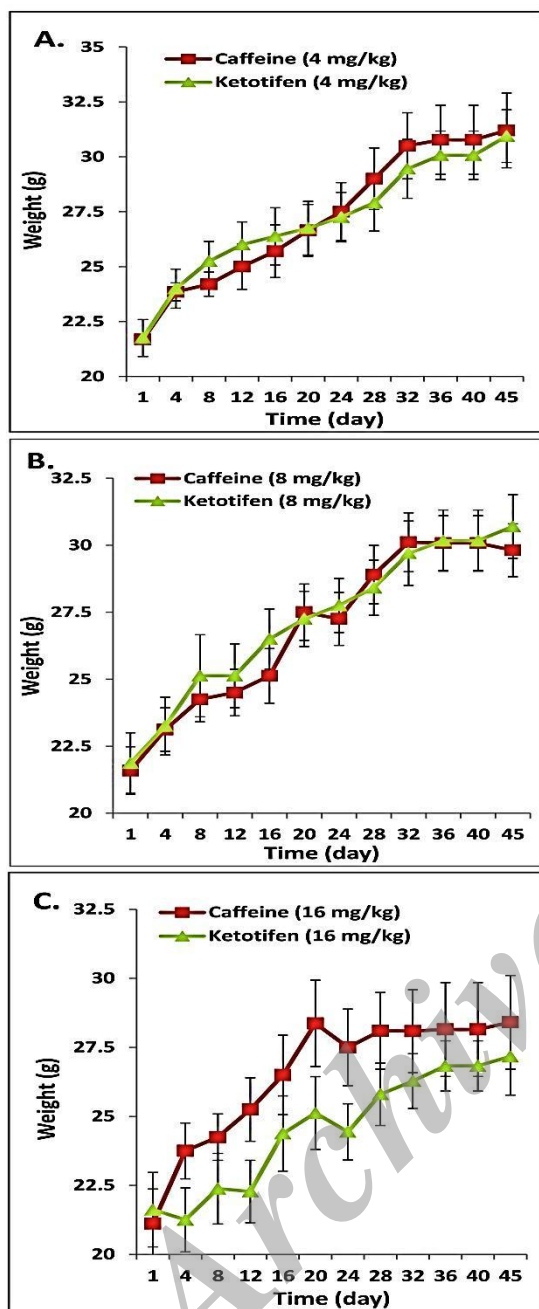 A.
Caffeine (4 mg/kg)
Ketotifen (4 mg/kg)
Weight (g)
35
32.5
30
27.5
25
22.5
20
1 4 8 12 16 20 24 28 32 36 40 45
Time (day)
B.
Caffeine (8 mg/kg)
Ketotifen (8 mg/kg)
Weight (g)
32.5
30
27.5
25
22.5
20
1 4 8 12 16 20 24 28 32 36 40 45
Time (day)
C.
Caffeine (16 mg/kg)
Ketotifen (16 mg/kg)
Weight (g)
32.5
30
27.5
25
22.5
20
1 4 8 12 16 20 24 28 32 36 40 45
Time (day)
Archive